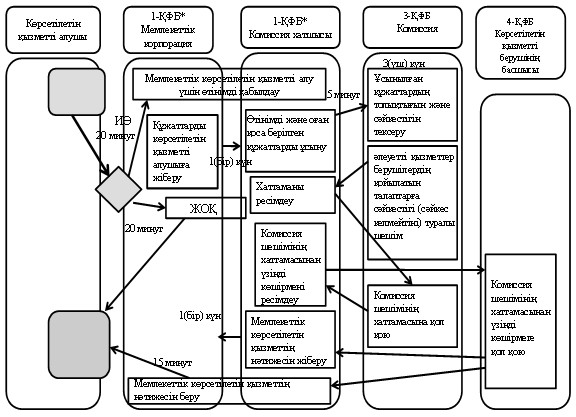 Көрсетілетін
қызметті алушы
1-ҚФБ*
Мемлекеттік
корпорация
1-ҚФБ*
Комиссия хатшысы
3-ҚФБ
Комиссия
4-ҚФБ
Көрсетілетін
қызметті
берушінің
басшысы
Мемлекеттік көрсетілетін қызметті алу
үшін өтінімді қабылдау
3(үш) күн
Ұсынылған
құжаттардың
толықтығын және
сәйкестігін
тексеру
5 минут
ИӘ
20 минут
Құжаттарды
көрсетілетін
қызметті
алушыға
жіберу
Өтінімді және оған
қоса берілген
құжаттарды ұсыну
1(бір) күн
әлеуетті қызметтер
берушілердің
қойылатын
талаптарға
сәйкестігі (сәйкес
келмейтіні) туралы
шешім
Хаттаманы
ресімдеу
ЖОҚ
20 минут
Комиссия
шешімінің
хаттамасынан
үзінді
көшірмені
ресімдеу
Комиссия
шешімінің
хаттамасына қол
қою
Комиссия
шешімінің
хаттамасынан
үзінді
көшірмеге
қол қою
1(бір) күн
Мемлекеттік
көрсетілетін
қызметтің
нәтижесін жіберу
15 минут
Мемлекеттік көрсетілетін қызметтің
нәтижесін беру